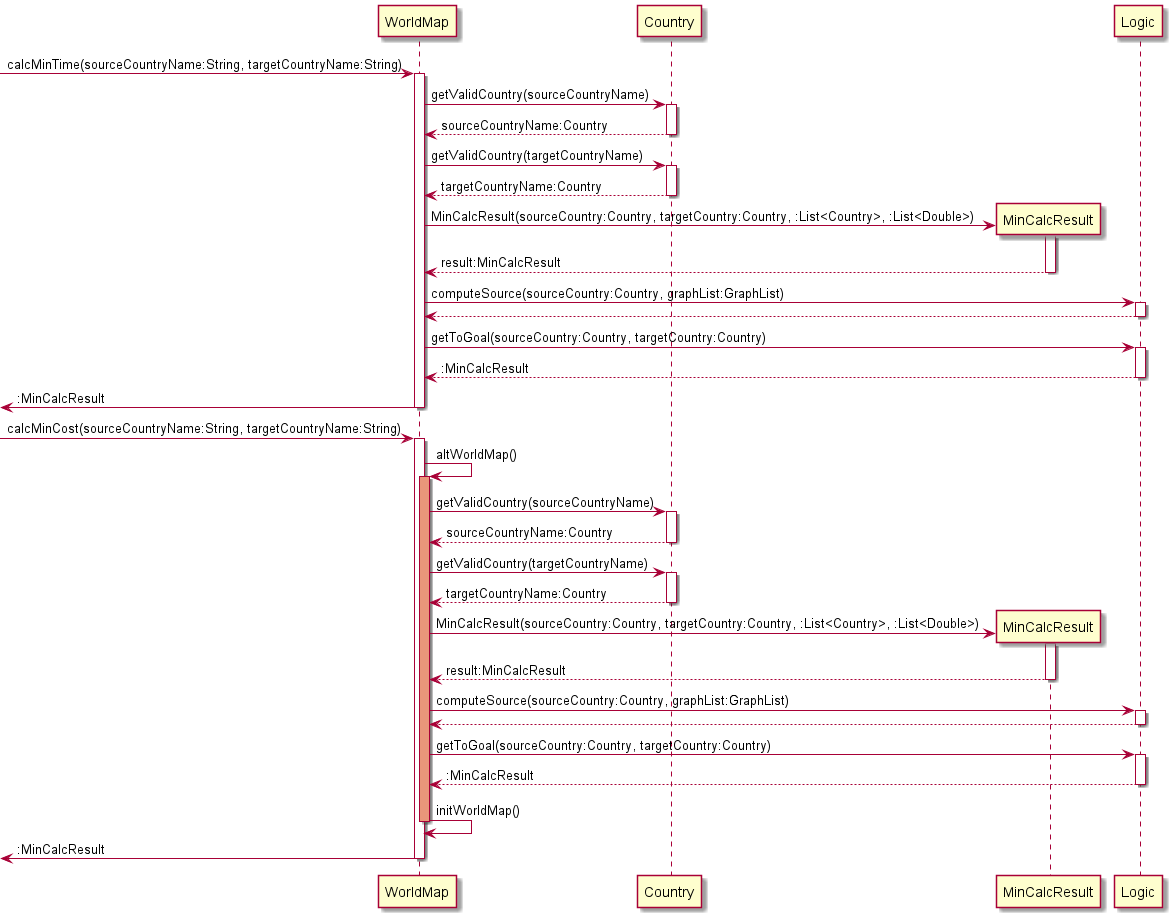 WorldMap
Country
Logic
calcMinTime(sourceCountryName:String, targetCountryName:String)
getValidCountry(sourceCountryName)
sourceCountryName:Country
getValidCountry(targetCountryName)
targetCountryName:Country
MinCalcResult(sourceCountry:Country, targetCountry:Country, :List<Country>, :List<Double>)
MinCalcResult
result:MinCalcResult
computeSource(sourceCountry:Country, graphList:GraphList)
getToGoal(sourceCountry:Country, targetCountry:Country)
:MinCalcResult
:MinCalcResult
calcMinCost(sourceCountryName:String, targetCountryName:String)
altWorldMap()
getValidCountry(sourceCountryName)
sourceCountryName:Country
getValidCountry(targetCountryName)
targetCountryName:Country
MinCalcResult(sourceCountry:Country, targetCountry:Country, :List<Country>, :List<Double>)
MinCalcResult
result:MinCalcResult
computeSource(sourceCountry:Country, graphList:GraphList)
getToGoal(sourceCountry:Country, targetCountry:Country)
:MinCalcResult
initWorldMap()
:MinCalcResult
WorldMap
Country
MinCalcResult
Logic